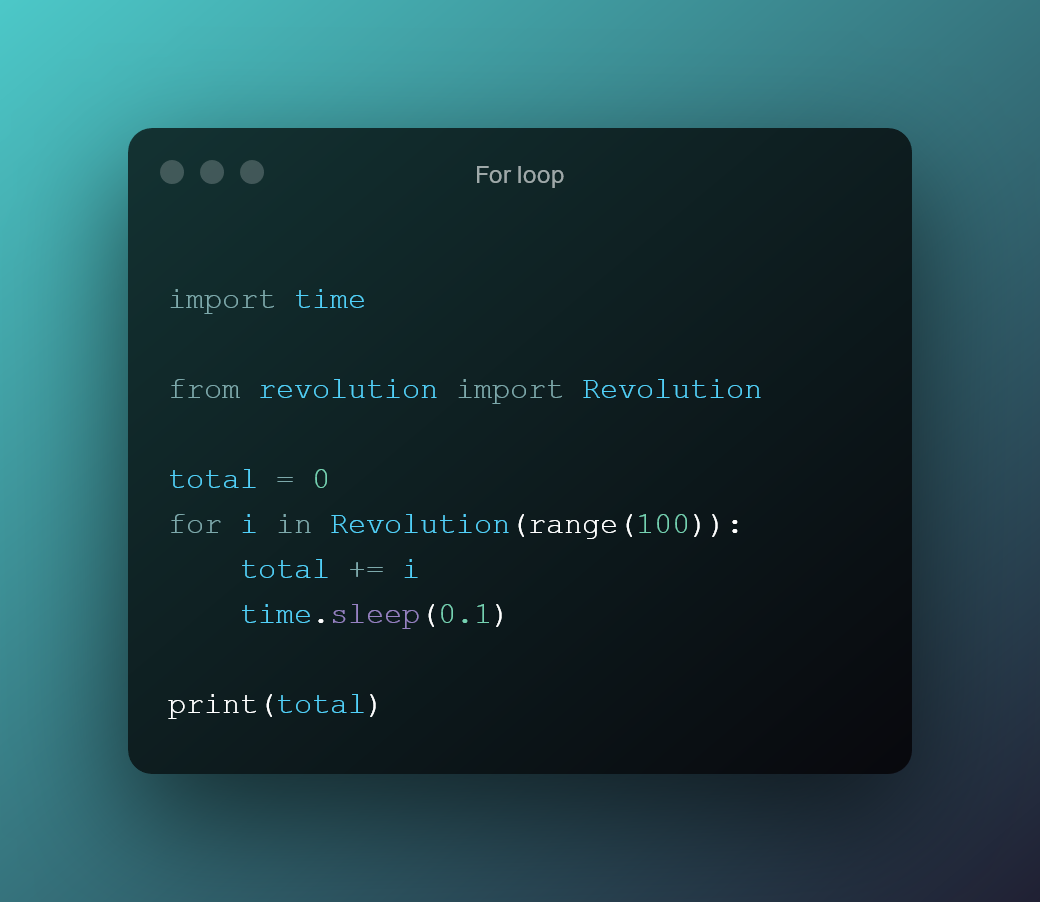 For loop
import time
from revolution import Revolution
total = 0
for i in Revolution(range(100)):
    total += i
    time.sleep(0.1)
print(total)